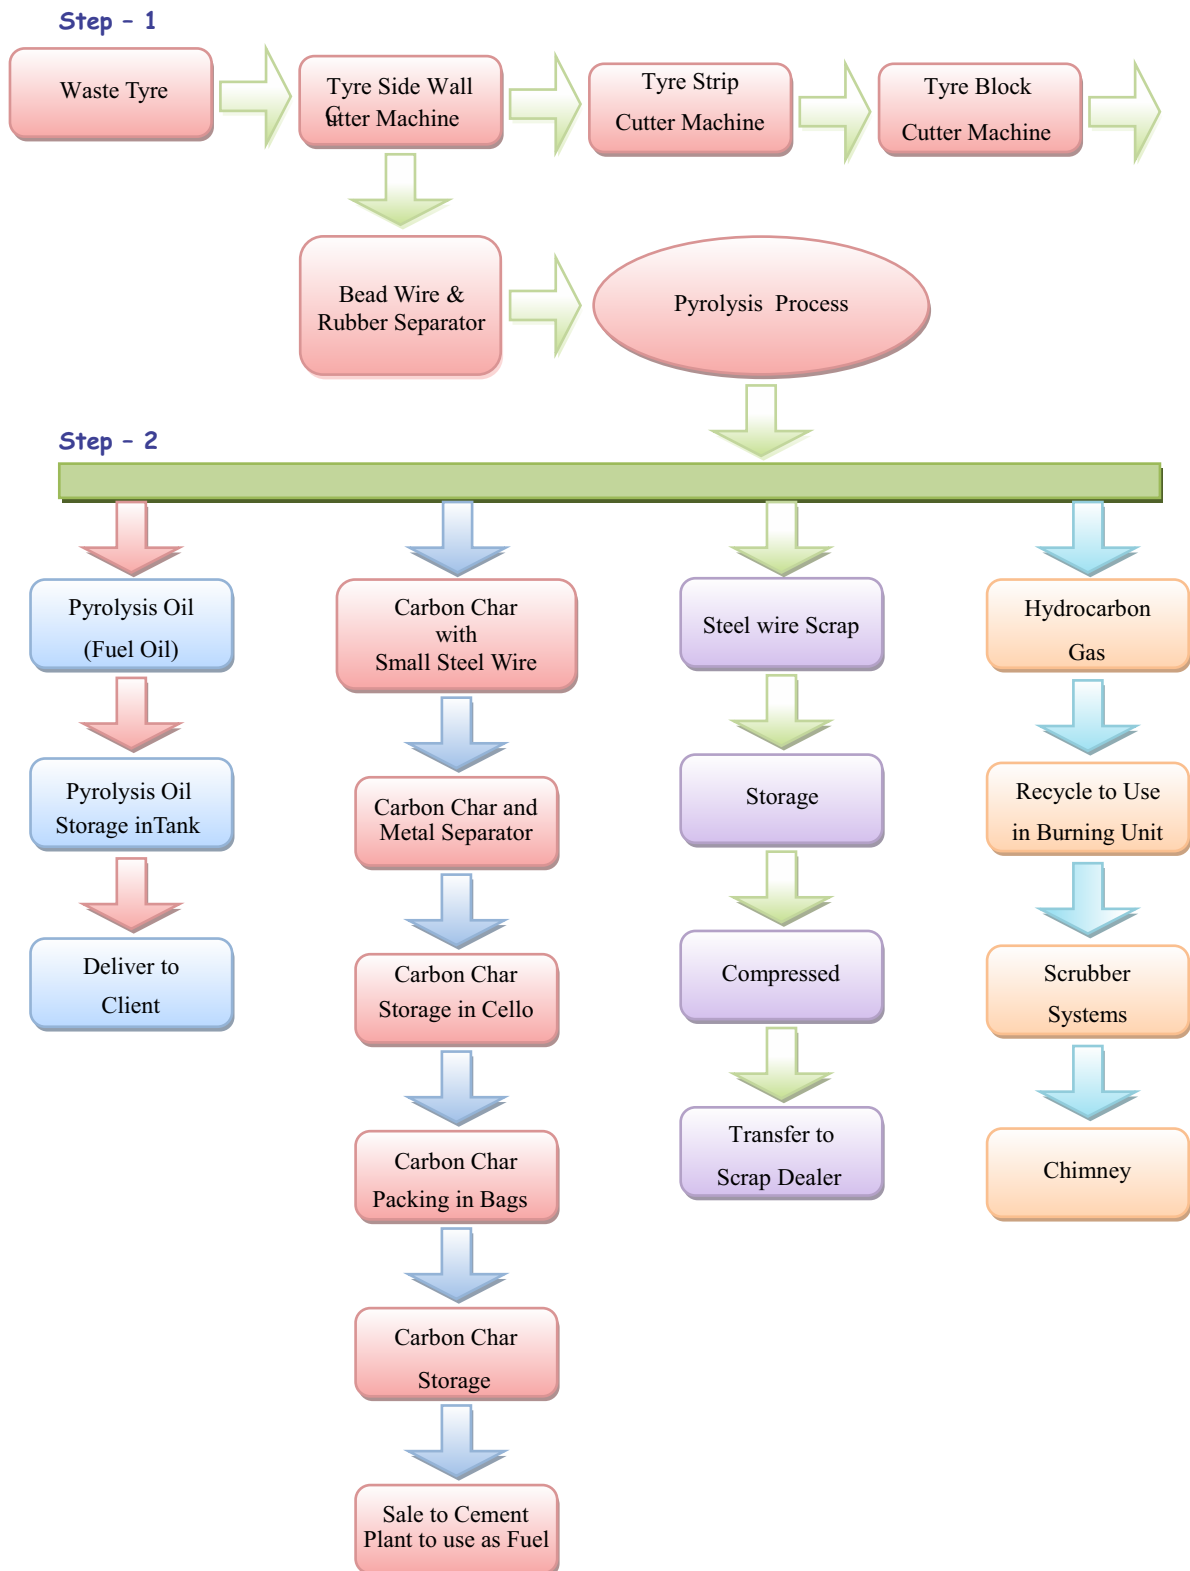 Step – 1
Waste Tyre
Tyre Side Wall
Cutter Machine
Tyre Strip
Cutter Machine
Tyre Block
Cutter Machine
Bead Wire &
Rubber Separator
Pyrolysis Process
Step – 2
Pyrolysis Oil
(Fuel Oil)
Pyrolysis Oil
Storage inTank
Deliver to
Client
Carbon Char
with
Small Steel Wire
Carbon Char and
Metal Separator
Carbon Char
Storage in Cello
Carbon Char
Packing in Bags
Carbon Char
Storage
Sale to Cement
Plant to use as Fuel
Steel wire Scrap
Storage
Compressed
Transfer to
Scrap Dealer
Hydrocarbon
Gas
Recycle to Use
in Burning Unit
Scrubber
Systems
Chimney